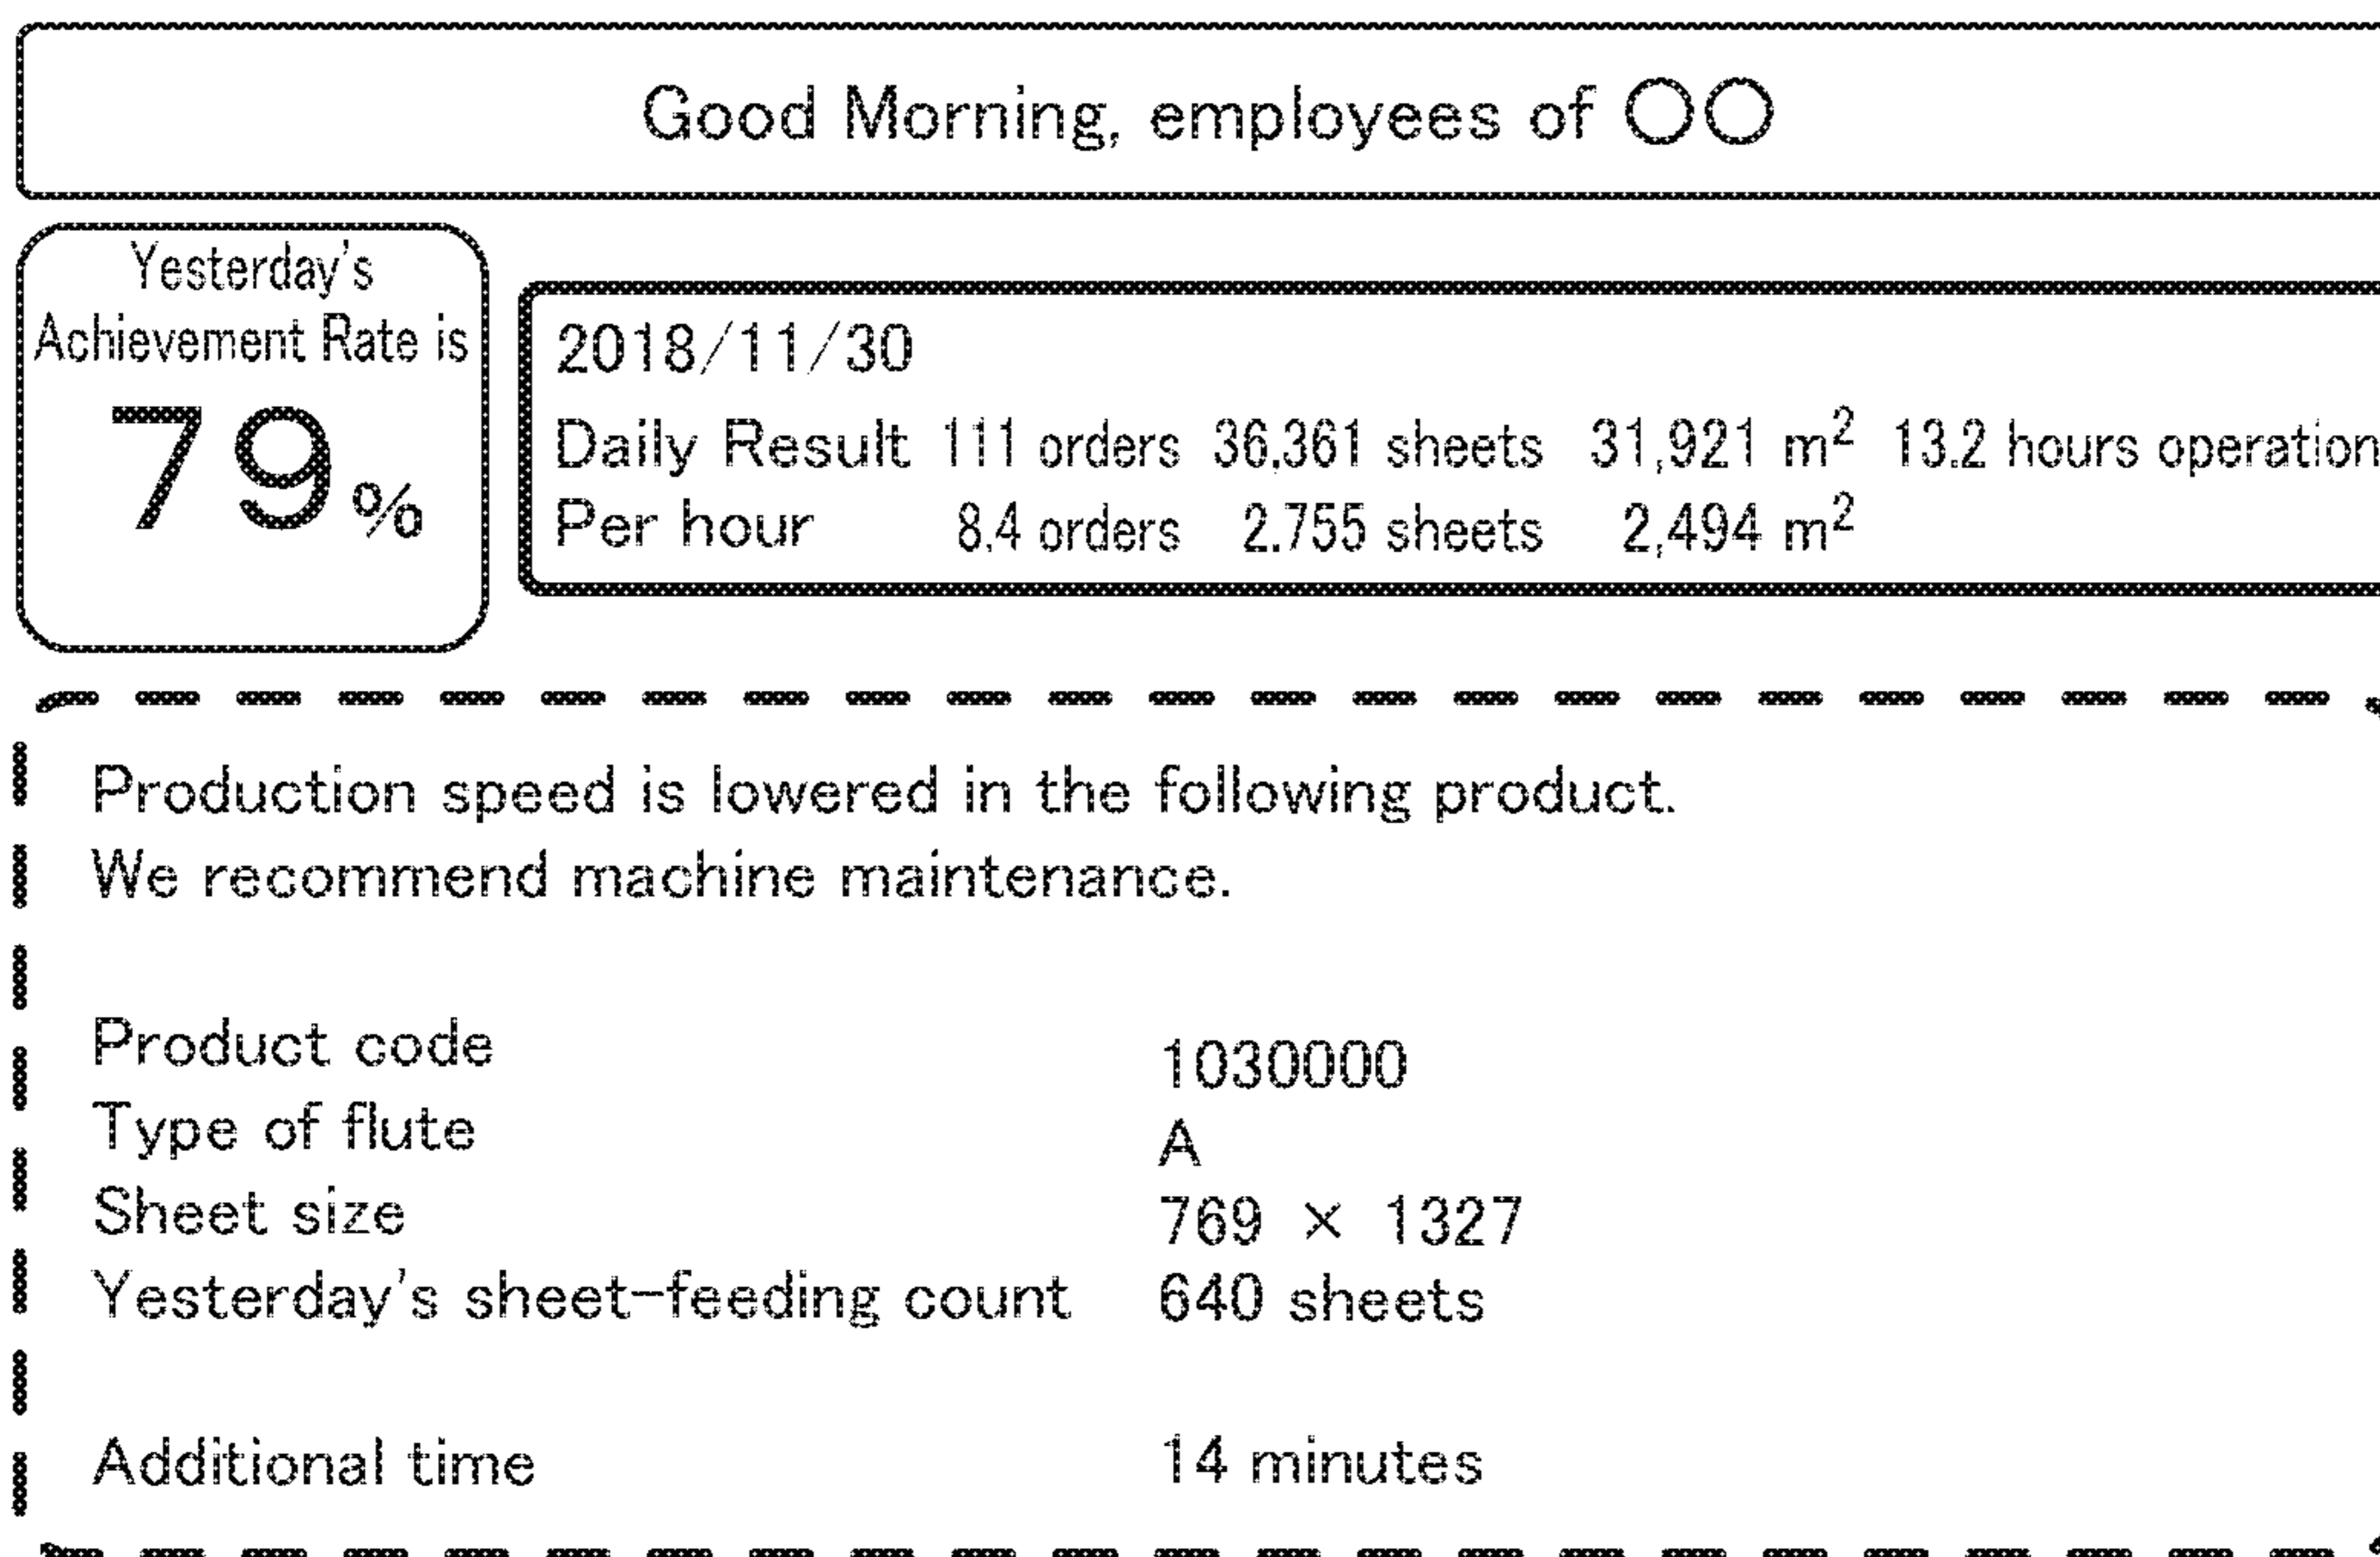 Good Morning, employees of ○○
Yesterday's
Achievement Rate is
79%
2018/11/30
Daily Result 111 orders 36,361 sheets 31,921 m² 13.2 hours operation
Per hour 8.4 orders 2.755 sheets 2,494 m²
Production speed is lowered in the following product.
We recommend machine maintenance.
Product code 1030000
Type of flute A
Sheet size 769 × 1327
Yesterday's sheet-feeding count 640 sheets
Additional time 14 minutes